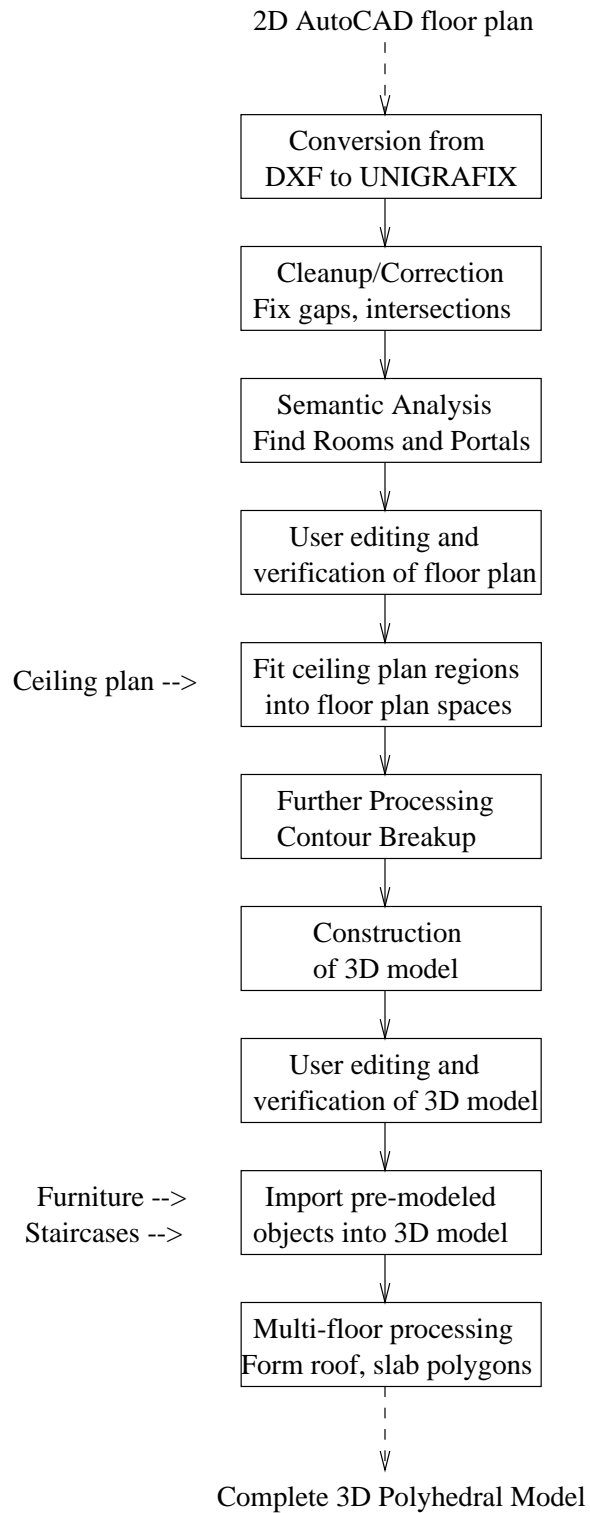 2D AutoCAD floor plan
Conversion from
DXF to UNIGRAFIX
Cleanup/Correction
Fix gaps, intersections
Semantic Analysis
Find Rooms and Portals
User editing and
verification of floor plan
Ceiling plan -->
Fit ceiling plan regions
into floor plan spaces
Further Processing
Contour Breakup
Construction
of 3D model
User editing and
verification of 3D model
Furniture -->
Staircases -->
Import pre-modeled
objects into 3D model
Multi-floor processing
Form roof, slab polygons
Complete 3D Polyhedral Model